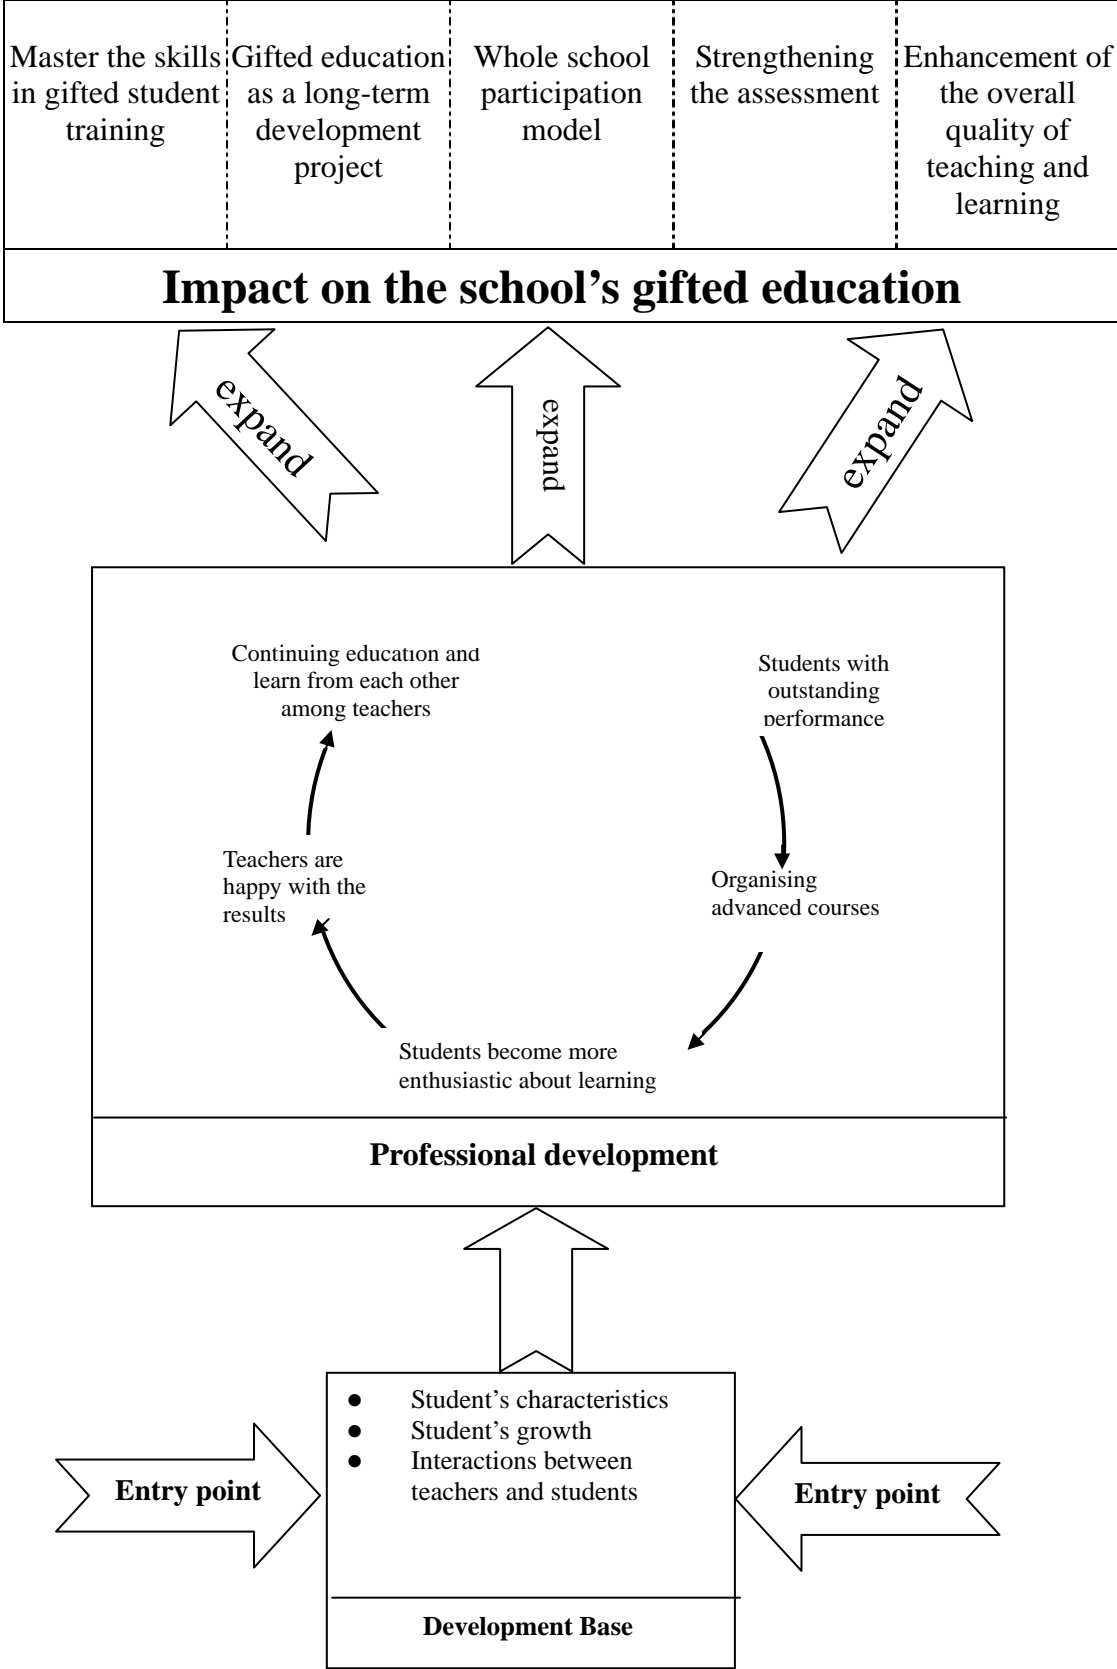 Master the skills
in gifted student
training
Gifted education
as a long-term
development
project
Whole school
participation
model
Strengthening
the assessment
Enhancement of
the overall
quality of
teaching and
learning
Impact on the school’s gifted education
expand
expand
expand
Continuing education and
learn from each other
among teachers
Students with
outstanding
performance
Teachers are
happy with the
results
Organising
advanced courses
Students become more
enthusiastic about learning
Professional development
● Student’s characteristics
● Student’s growth
● Interactions between
teachers and students
Entry point
Entry point
Development Base